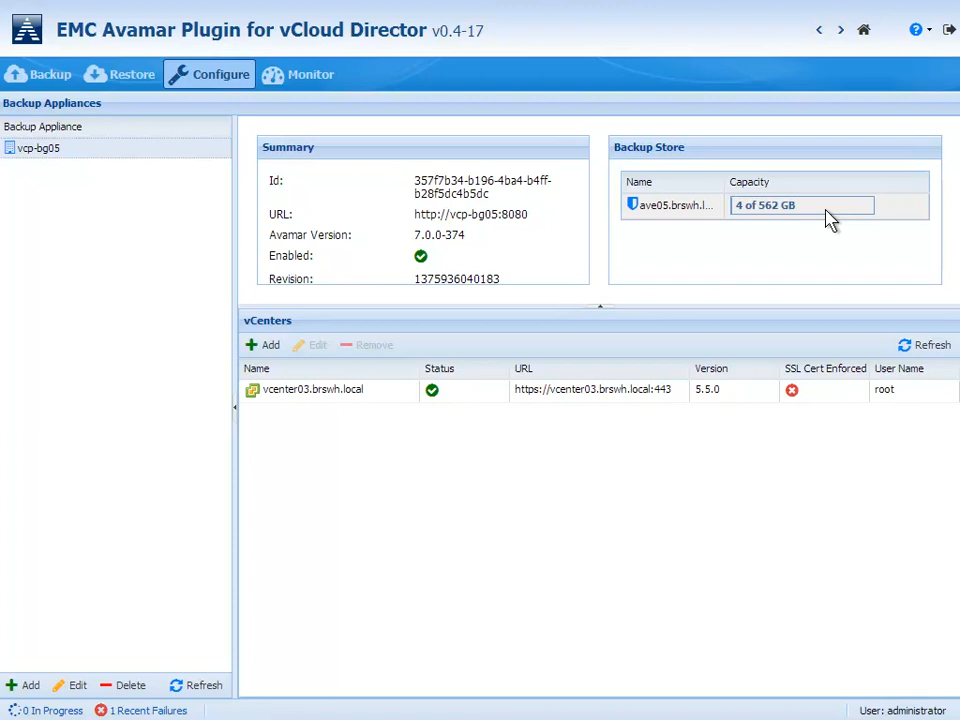 EMC Avamar Plugin for vCloud Director v0.4-17
Backup Restore Configure Monitor
Backup Appliances
Backup Appliance
vcp-bg05
Summary
Id: 357f7b34-b196-4ba4-b4ff-
b28f5dc4b5dc
URL: http://vcp-bg05:8080
Avamar Version: 7.0.0-374
Enabled:
Revision: 1375936040183
Backup Store
Name Capacity
ave05.brswh.l... 4 of 562 GB
vCenters
Add Edit Remove Refresh
Name Status URL Version SSL Cert Enforced User Name
vcenter03.brswh.local https://vcenter03.brswh.local:443 5.5.0 root
Add Edit Delete Refresh
0 In Progress 1 Recent Failures User: administrator